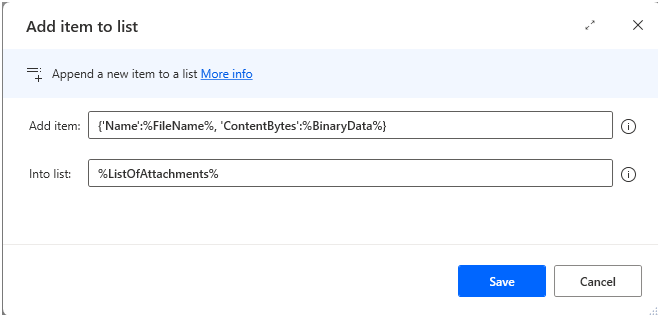 Add item to list
Append a new item to a list More info
Add item: {'Name':%FileName%, 'ContentBytes':%BinaryData%}
Into list: %ListOfAttachments%
Save Cancel